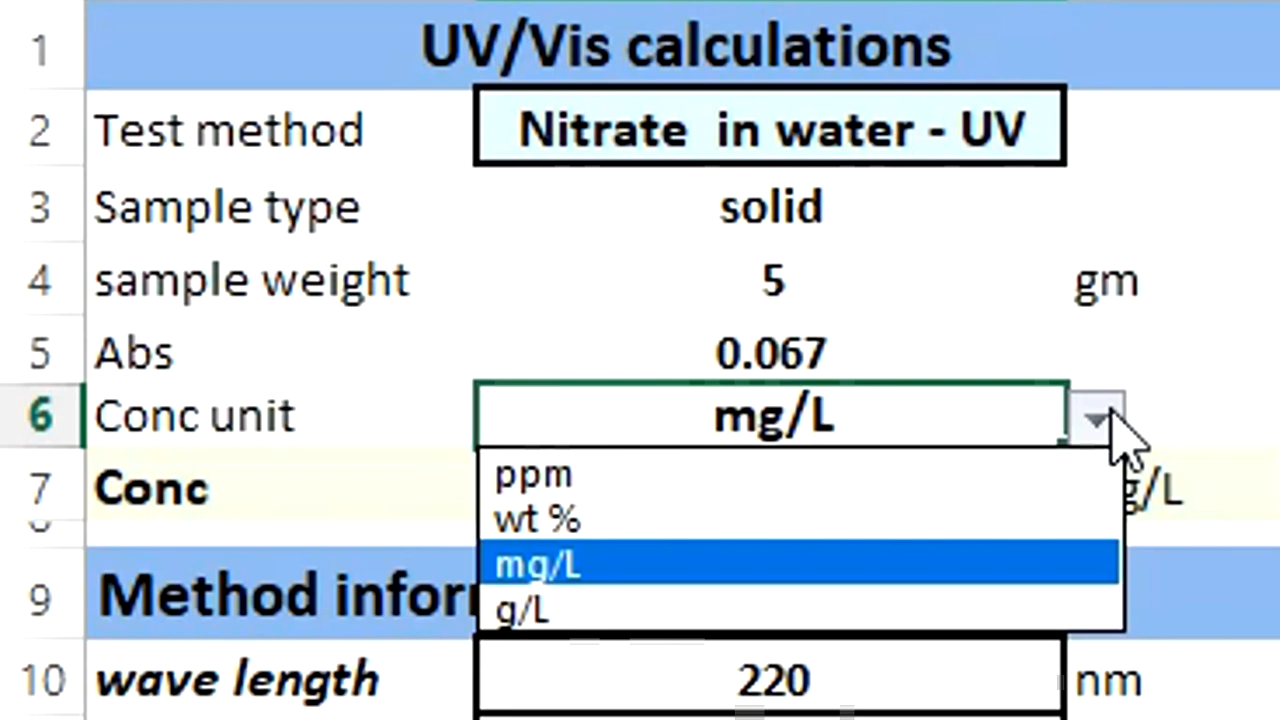 1 UV/Vis calculations
2 Test method Nitrate in water - UV
3 Sample type solid
4 sample weight 5 gm
5 Abs 0.067
6 Conc unit mg/L
ppm
7 Conc g/L
wt %
mg/L
9 Method infor
g/L
10 wave length 220 nm